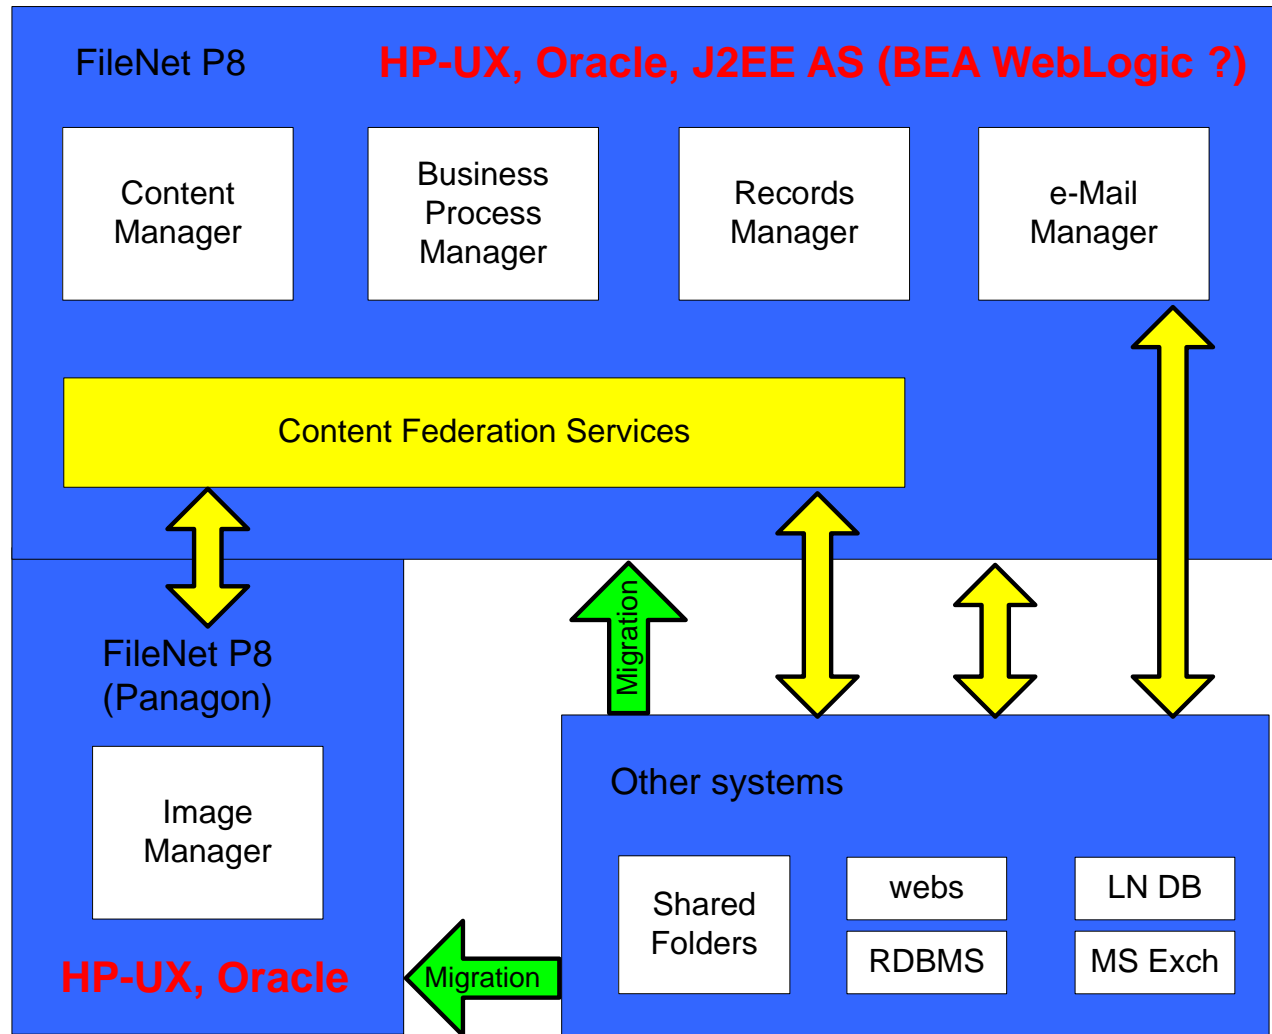 FileNet P8
HP-UX, Oracle, J2EE AS (BEA WebLogic ?)
Content
Manager
Business
Process
Manager
Records
Manager
e-Mail
Manager
Content Federation Services
Migration
FileNet P8
(Panagon)
Image
Manager
HP-UX, Oracle
Migration
Other systems
Shared
Folders
webs
LN DB
RDBMS
MS Exch